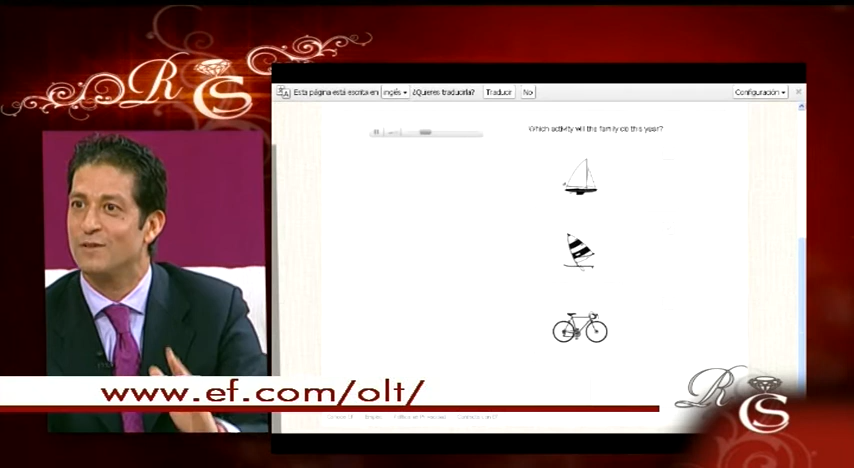 R S
Esta página está escrita en inglés ¿Quieres traducirla? Traducir No Configuración
Which activity will the family do this year?
www.ef.com/olt/
R S